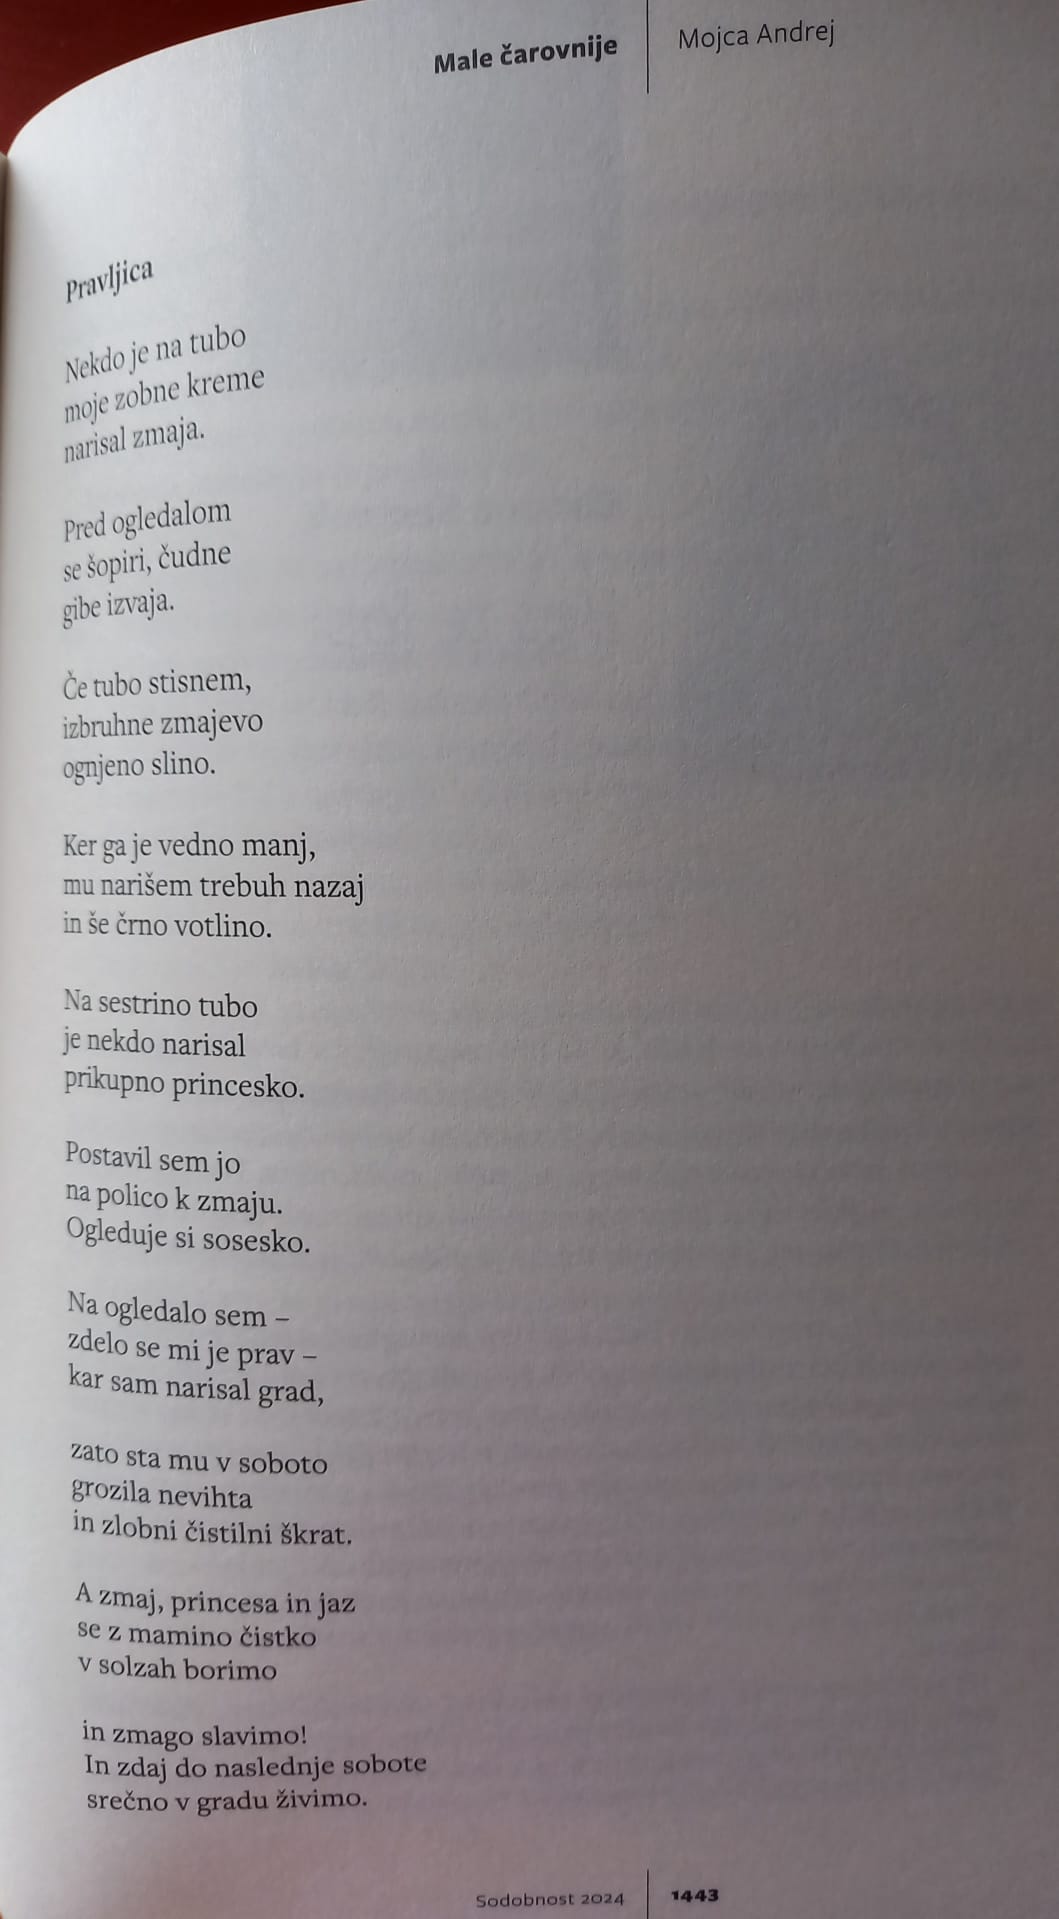 Male čarovnije
Mojca Andrej
Pravljica
Nekdo je na tubo
moje zobne kreme
narisal zmaja.
Pred ogledalom
se šopiri, čudne
gibe izvaja.
Če tubo stisnem,
izbruhne zmajevo
ognjeno slino.
Ker ga je vedno manj,
mu narišem trebuh nazaj
in še črno votlino.
Na sestrino tubo
je nekdo narisal
prikupno princesko.
Postavil sem jo
na polico k zmaju.
Ogleduje si sosesko.
Na ogledalo sem –
zdelo se mi je prav –
kar sam narisal grad,
zato sta mu v soboto
grozila nevihta
in zlobni čistilni škrat.
A zmaj, princesa in jaz
se z mamino čistko
v solzah borimo
in zmago slavimo!
In zdaj do naslednje sobote
srečno v gradu živimo.
Sodobnost 2024
1443